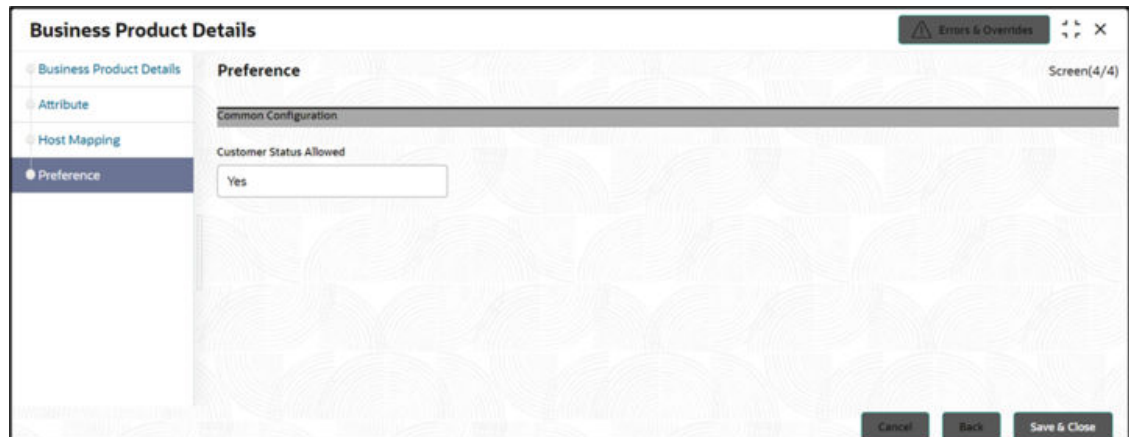 Business Product Details
Errors & Overrides
Business Product Details
Attribute
Host Mapping
Preference
Preference
Screen(4/4)
Common Configuration
Customer Status Allowed
Yes
Cancel
Back
Save & Close